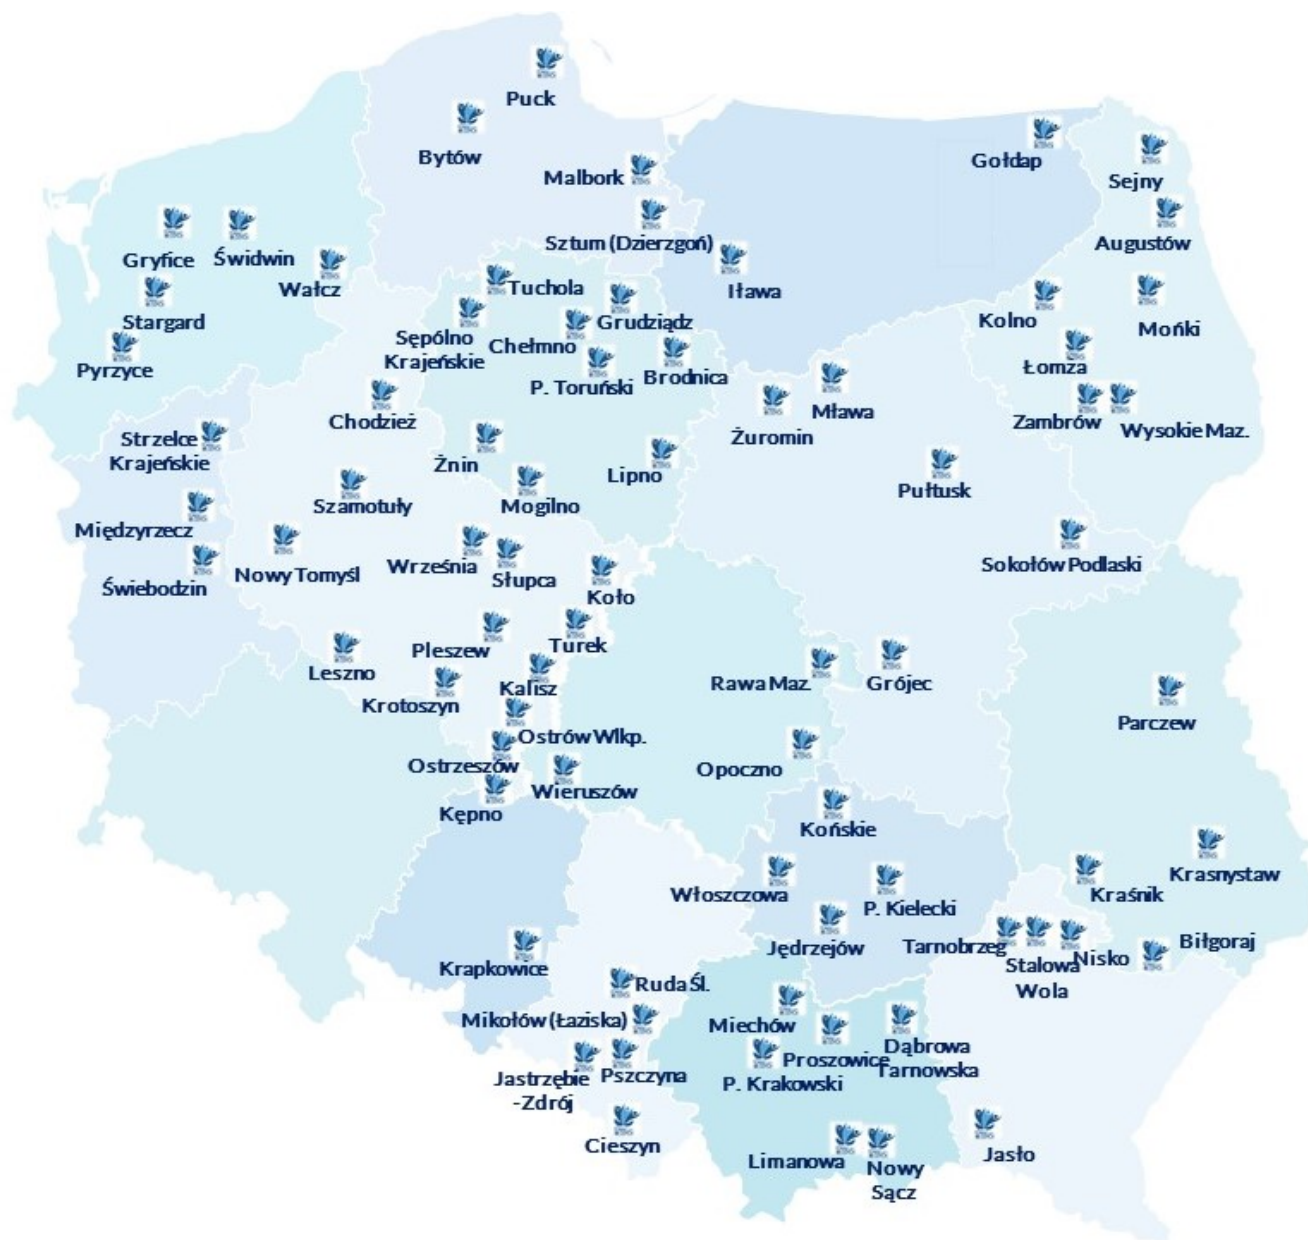 Puck
Bytów
Malbork
Gołdap
Sejny
Sztum (Dzierzgoń)
Augustów
Gryfice
Świdwin
Wałcz
Tuchola
Iława
Stargard
Sępólno
Krajeńskie
Chełmno
Grudziądz
Kolno
Mońki
Pyrzyce
P. Toruński
Brodnica
Łomża
Chodzież
Żuromin
Mława
Zambrów
Wysokie Maz.
Strzelce
Krajeńskie
Żnin
Lipno
Pułtusk
Szamotuły
Mogilno
Międzyrzecz
Nowy Tomyśl
Września
Słupca
Sokołów Podlaski
Świebodzin
Koło
Pleszew
Turek
Leszno
Kalisz
Rawa Maz.
Grójec
Krotoszyn
Ostrów Wlkp.
Parczew
Ostrzeszów
Opoczno
Wieruszów
Kępno
Końskie
Włoszczowa
P. Kielecki
Kraśnik
Krasnystaw
Jędrzejów
Tarnobrzeg
Stalowa
Wola
Nisko
Biłgoraj
Krapkowice
Ruda Śl.
Mikołów (Łaziska)
Miechów
Proszowice
Dąbrowa
Tarnowska
Jastrzębie
-Zdrój
Pszczyna
P. Krakowski
Cieszyn
Limanowa
Nowy
Sącz
Jasło